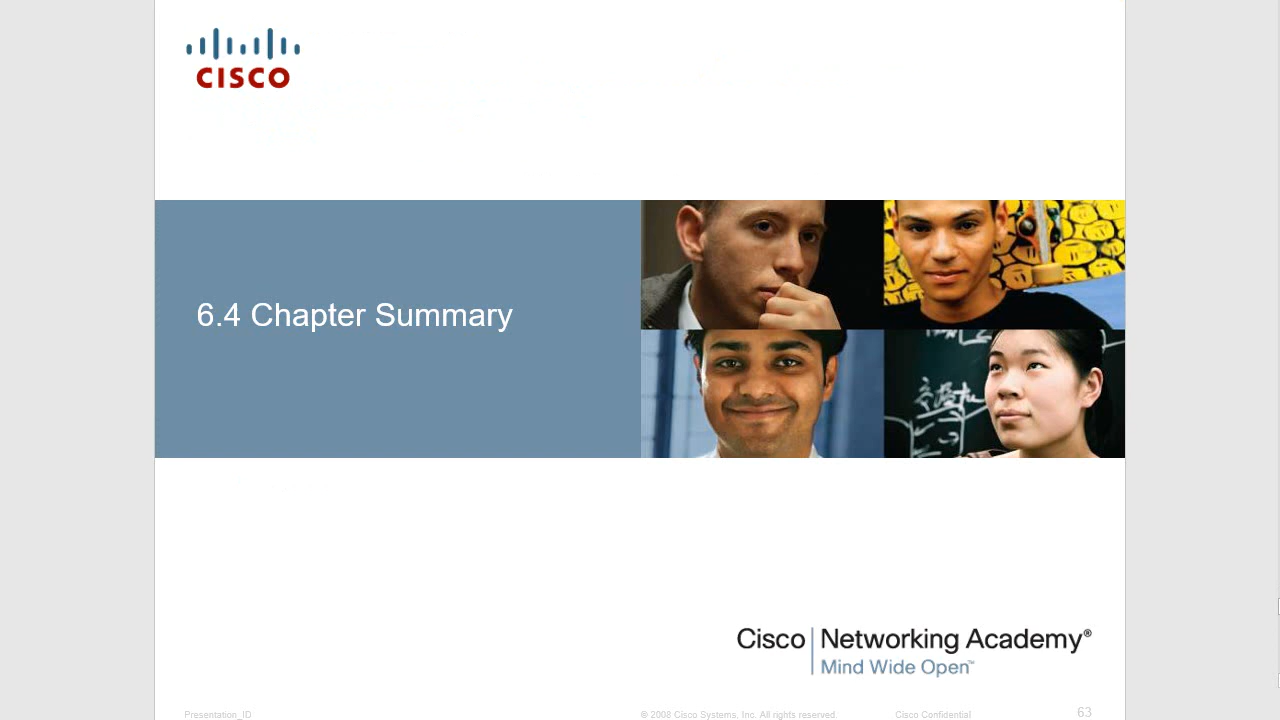 CISCO
6.4 Chapter Summary
Cisco Networking Academy®
Mind Wide Open™
Presentation_ID © 2008 Cisco Systems, Inc. All rights reserved. Cisco Confidential 63